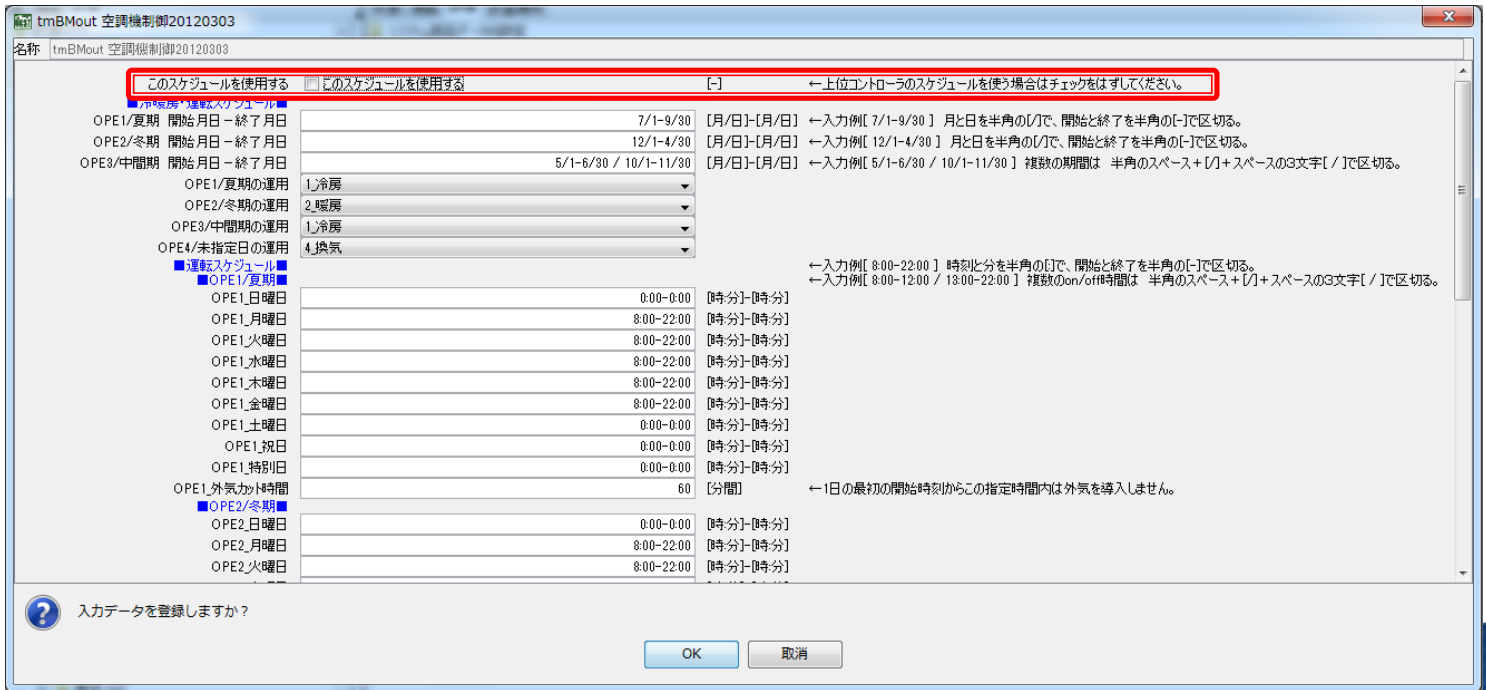 tmBMout 空調機制御20120303
名称 tmBMout 空調機制御20120303
このスケジュールを使用する このスケジュールを使用する [-] ←上位コントローラのスケジュールを使う場合はチェックをはずしてください。
■冷暖房・運転スケジュール■
OPE1/夏期 開始月日－終了月日 7/1-9/30 [月/日]-[月/日] ←入力例[ 7/1-9/30 ] 月と日を半角の[/]で、開始と終了を半角の[-]で区切る。
OPE2/冬期 開始月日－終了月日 12/1-4/30 [月/日]-[月/日] ←入力例[ 12/1-4/30 ] 月と日を半角の[/]で、開始と終了を半角の[-]で区切る。
OPE3/中間期 開始月日－終了月日 5/1-6/30 / 10/1-11/30 [月/日]-[月/日] ←入力例[ 5/1-6/30 / 10/1-11/30 ] 複数の期間は 半角のスペース+[/]+スペースの3文字[ / ]で区切る。
OPE1/夏期の運用 1_冷房
OPE2/冬期の運用 2_暖房
OPE3/中間期の運用 1_冷房
OPE4/未指定日の運用 4_換気
■運転スケジュール■ ←入力例[ 8:00-22:00 ] 時刻と分を半角の[:]で、開始と終了を半角の[-]で区切る。
■OPE1/夏期■ ←入力例[ 8:00-12:00 / 13:00-22:00 ] 複数のon/off時間は 半角のスペース+[/]+スペースの3文字[ / ]で区切る。
OPE1_日曜日 0:00-0:00 [時:分]-[時:分]
OPE1_月曜日 8:00-22:00 [時:分]-[時:分]
OPE1_火曜日 8:00-22:00 [時:分]-[時:分]
OPE1_水曜日 8:00-22:00 [時:分]-[時:分]
OPE1_木曜日 8:00-22:00 [時:分]-[時:分]
OPE1_金曜日 8:00-22:00 [時:分]-[時:分]
OPE1_土曜日 0:00-0:00 [時:分]-[時:分]
OPE1_祝日 0:00-0:00 [時:分]-[時:分]
OPE1_特別日 0:00-0:00 [時:分]-[時:分]
OPE1_外気カット時間 60 [分間] ←1日の最初の開始時刻からこの指定時間内は外気を導入しません。
■OPE2/冬期■
OPE2_日曜日 0:00-0:00 [時:分]-[時:分]
OPE2_月曜日 8:00-22:00 [時:分]-[時:分]
OPE2_火曜日 8:00-22:00 [時:分]-[時:分]
入力データを登録しますか？
OK 取消